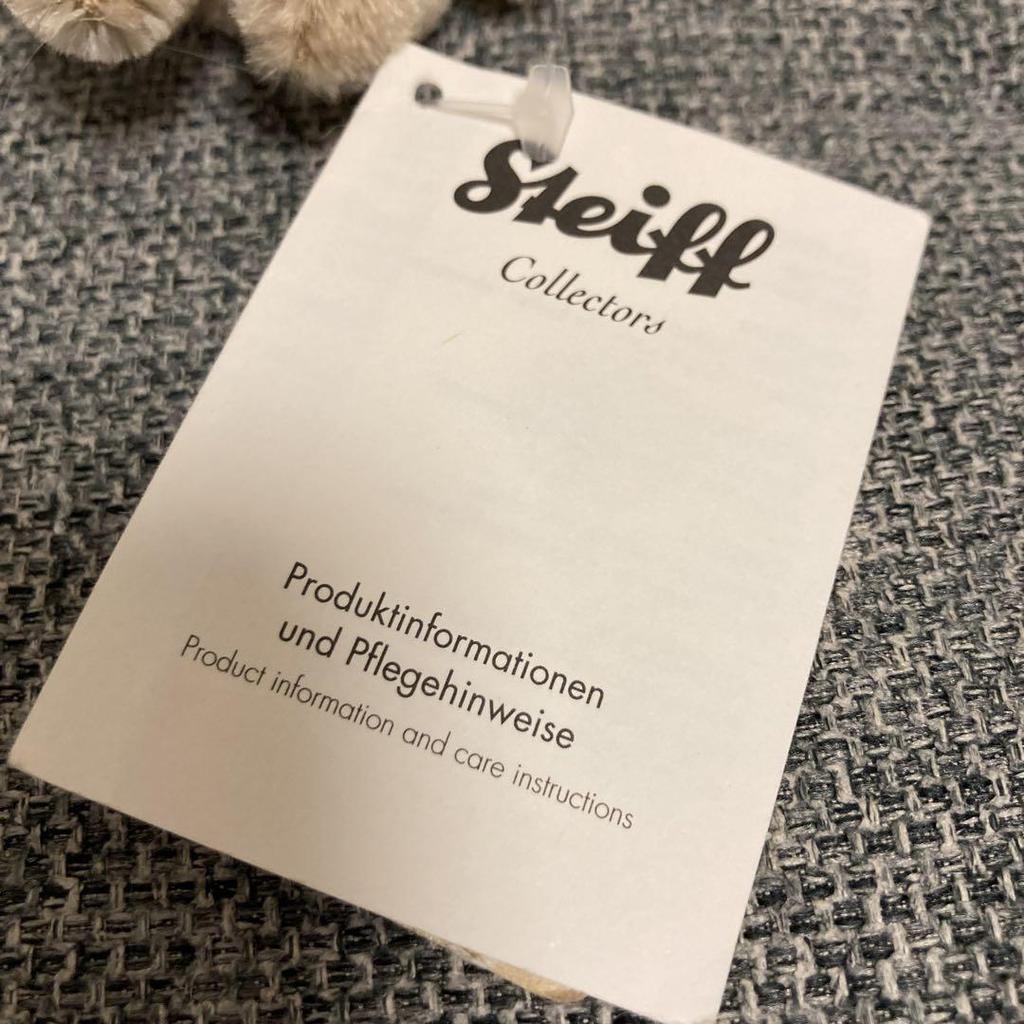 Steiff
Collectors
Produktinformationen
und Pflegehinweise
Product information and care instructions